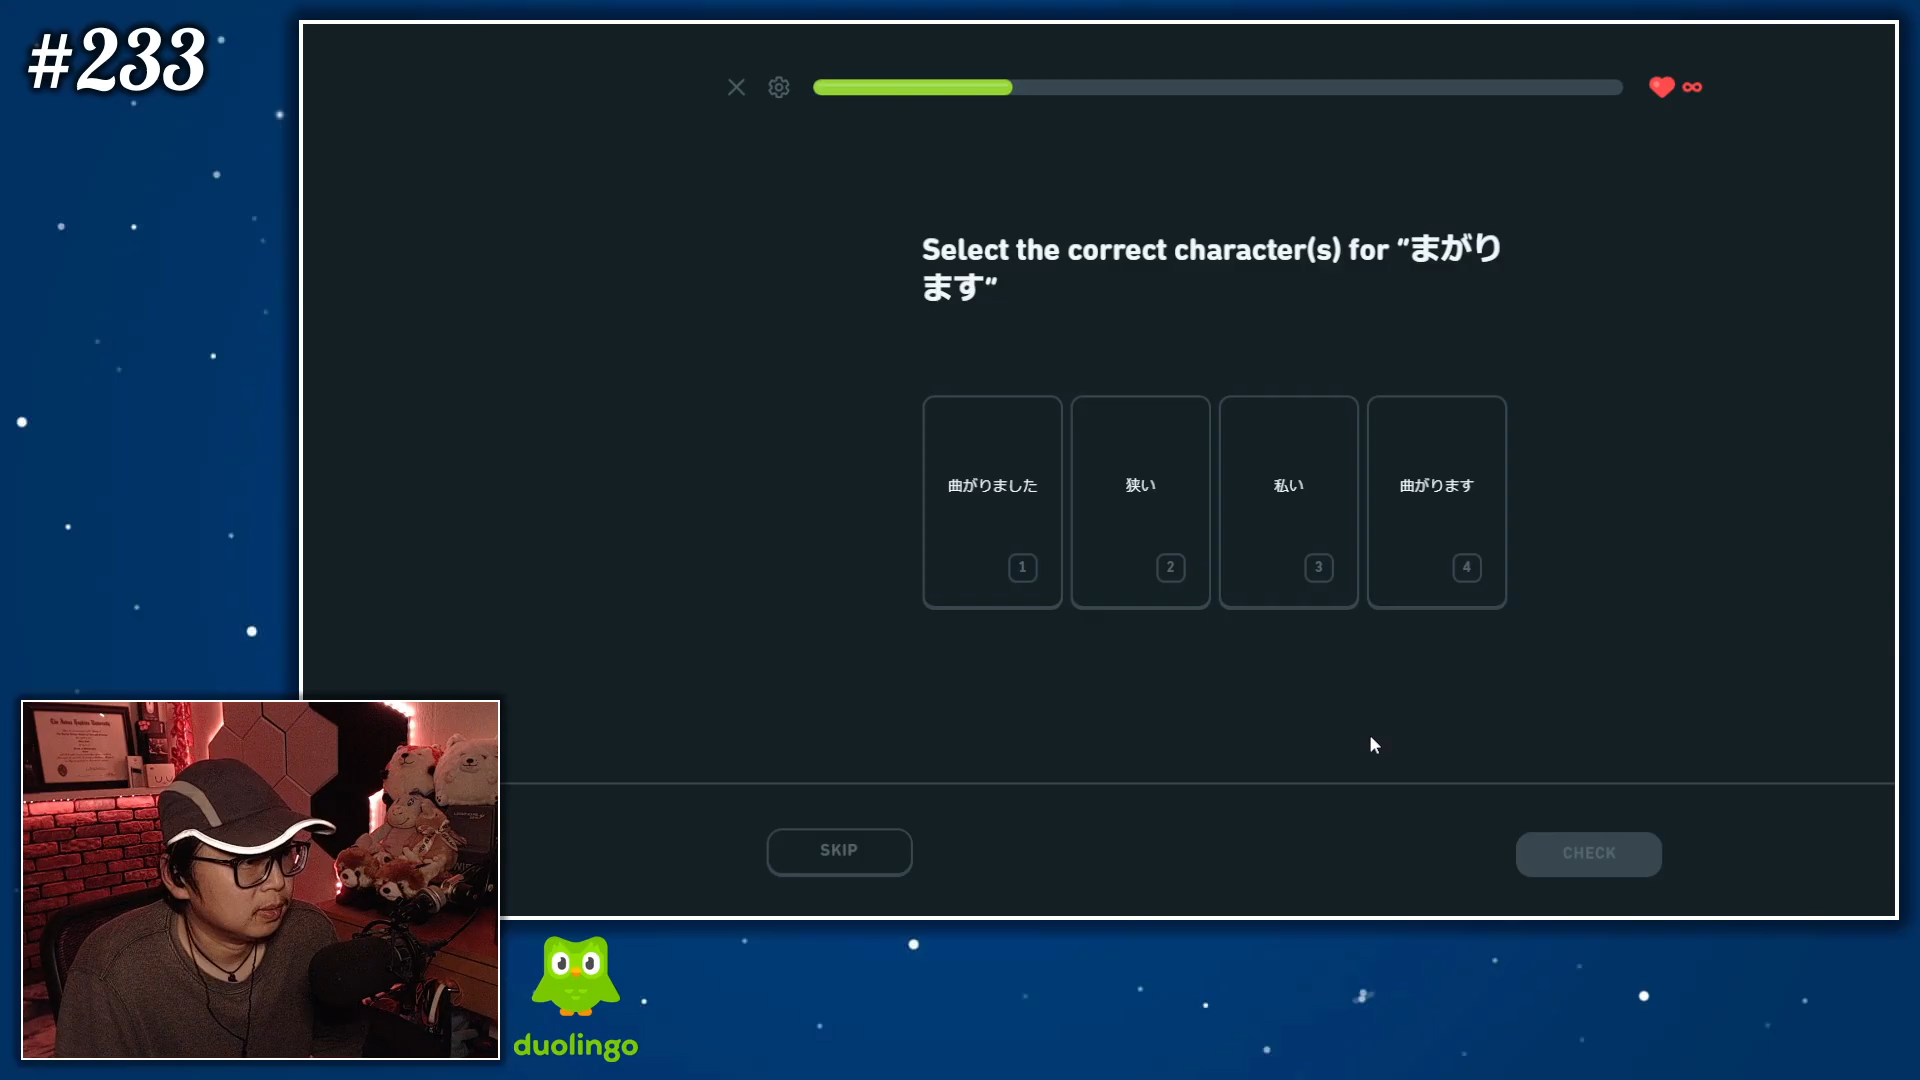 #233
Select the correct character(s) for “まがり
ます”
曲がりました
狭い
私い
曲がります
1
2
3
4
SKIP
CHECK
duolingo